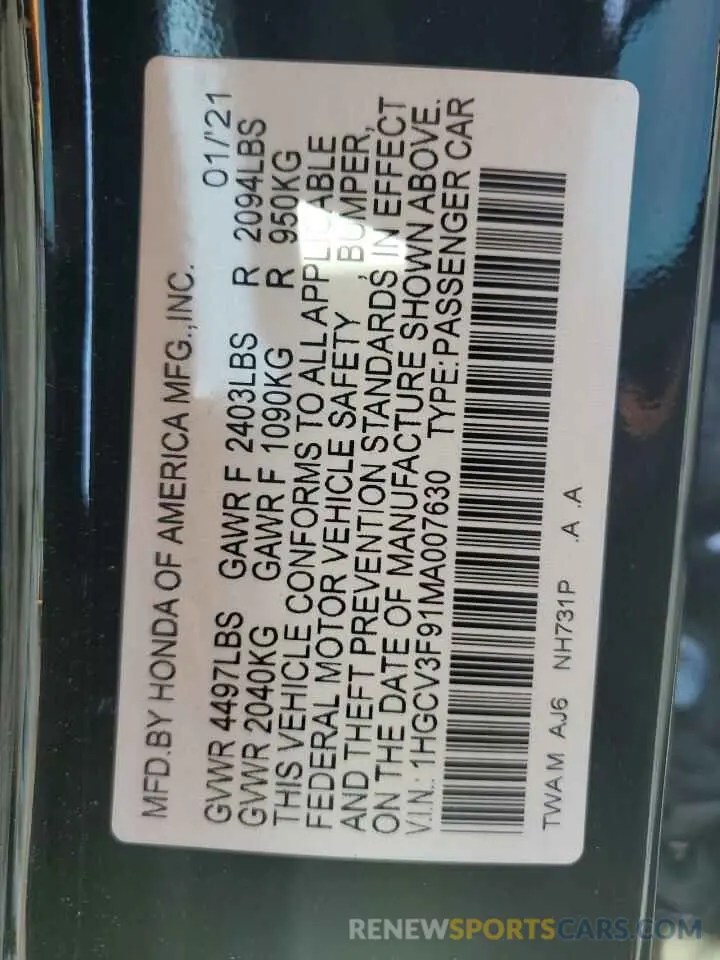 MFD.BY HONDA OF AMERICA MFG.,INC. 01/'21
GVWR 4497LBS GAWR F 2403LBS R 2094LBS
GVWR 2040KG GAWR F 1090KG R 950KG
THIS VEHICLE CONFORMS TO ALL APPLICABLE
FEDERAL MOTOR VEHICLE SAFETY , BUMPER,
AND THEFT PREVENTION STANDARDS IN EFFECT
ON THE DATE OF MANUFACTURE SHOWN ABOVE.
V.I.N.: 1HGCV3F91MA007630 TYPE:PASSENGER CAR
TWAM AJ6 NH731P .A .A
RENEWSPORTSCARS.COM